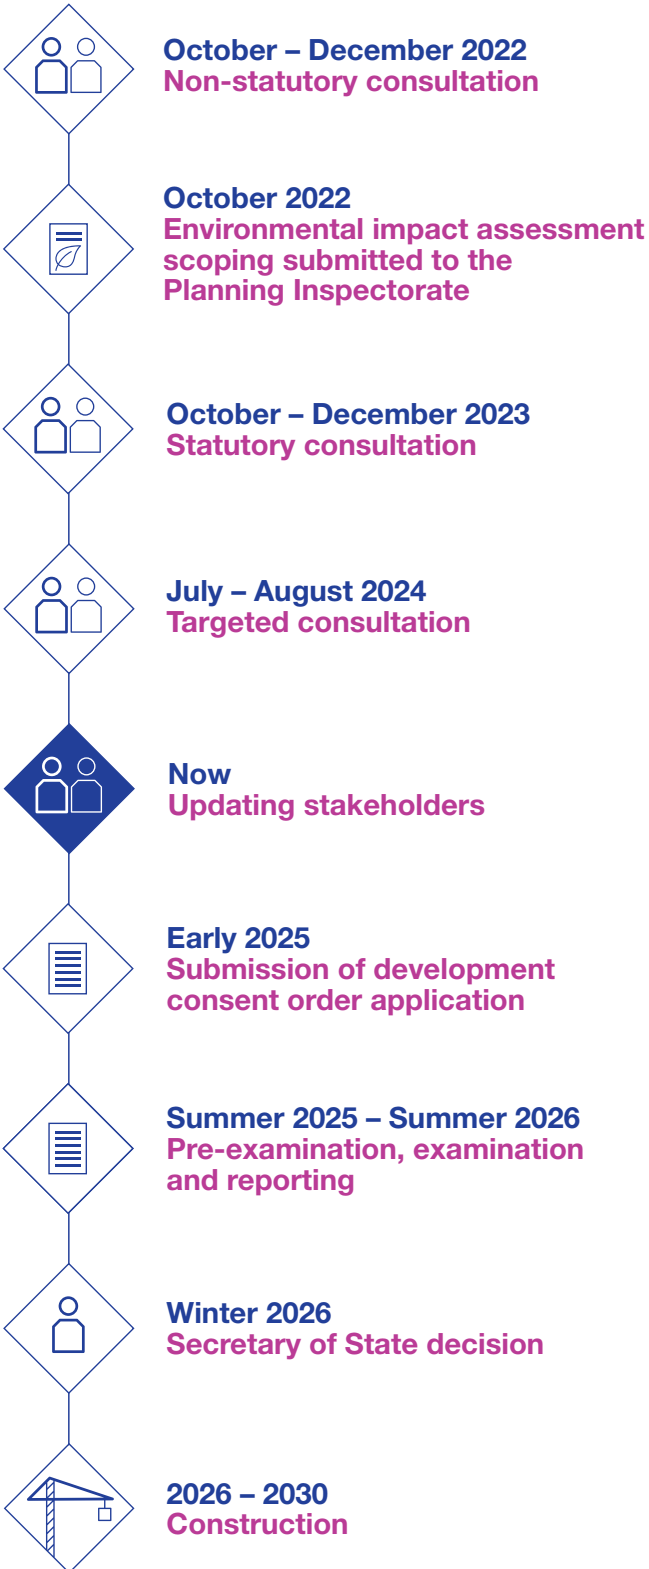 October – December 2022
Non-statutory consultation
October 2022
Environmental impact assessment
scoping submitted to the
Planning Inspectorate
October – December 2023
Statutory consultation
July – August 2024
Targeted consultation
Now
Updating stakeholders
Early 2025
Submission of development
consent order application
Summer 2025 – Summer 2026
Pre-examination, examination
and reporting
Winter 2026
Secretary of State decision
2026 – 2030
Construction